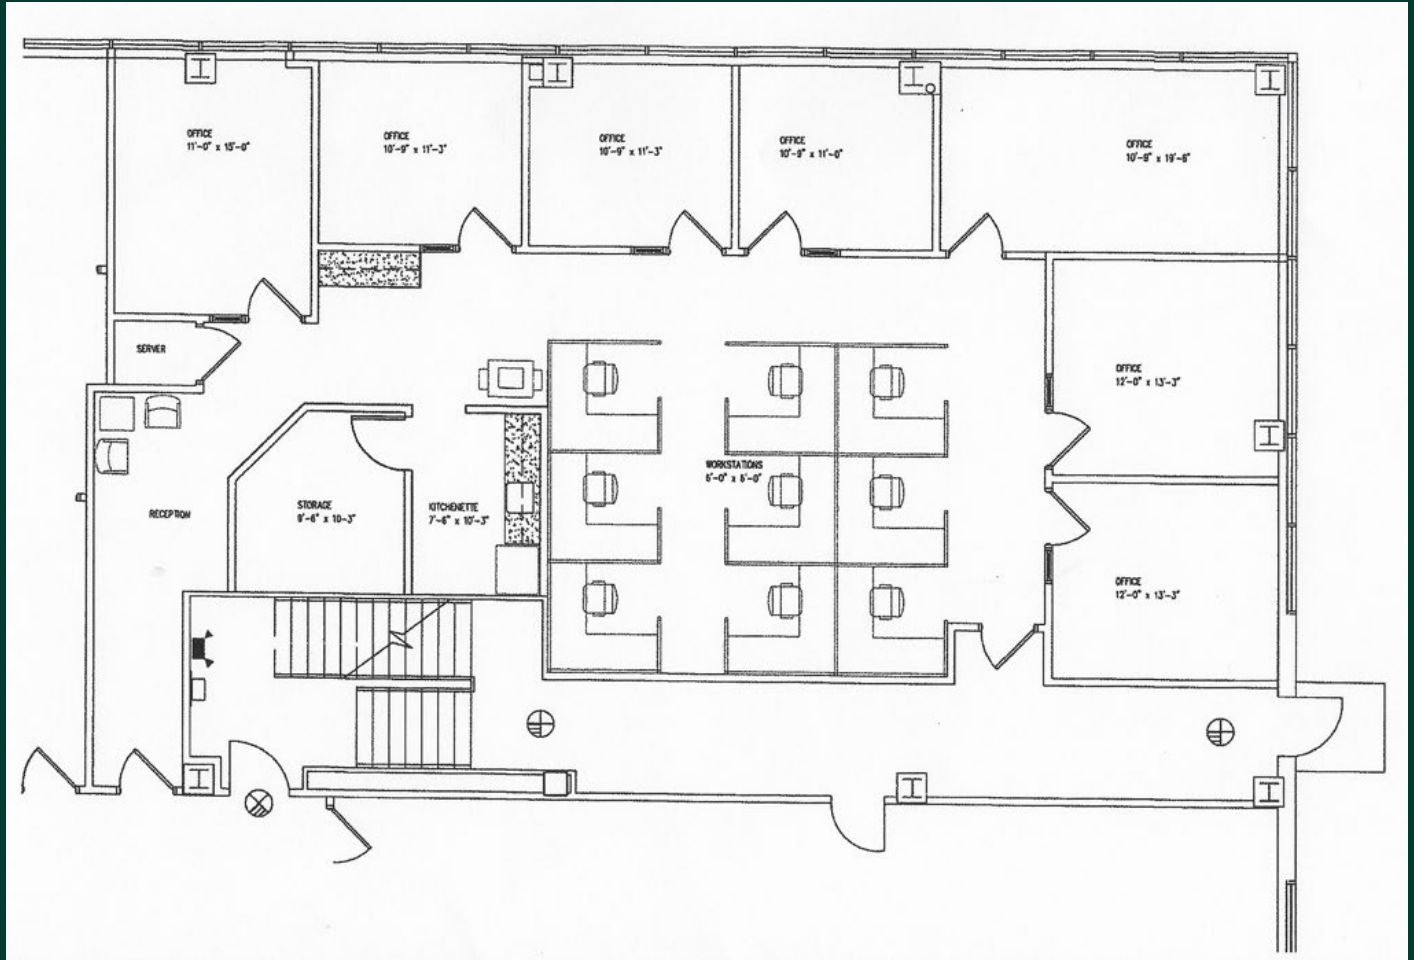 OFFICE
11'-0" x 15'-0"
OFFICE
10'-9" x 11'-3"
OFFICE
10'-9" x 11'-3"
OFFICE
10'-9" x 11'-0"
OFFICE
10'-9" x 19'-6"
SERVER
OFFICE
12'-0" x 13'-3"
WORKSTATIONS
6'-0" x 6'-0"
RECEPTION
STORAGE
9'-6" x 10-3"
KITCHENETTE
7'-6" x 10'-3"
OFFICE
12'-0" x 13'-3"